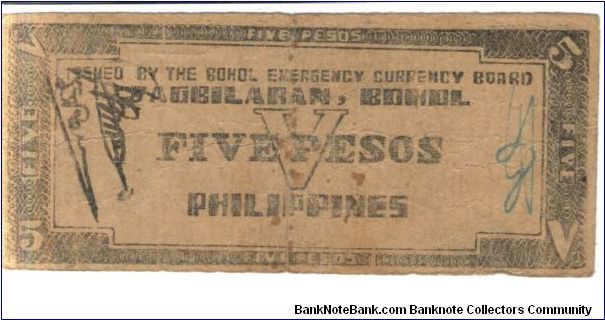 FIVE PESOS
V 5
ISSUED BY THE BOHOL EMERGENCY CURRENCY BOARD
TAGBILARAN, BOHOL
V
FIVE PESOS
PHILIPPINES
FIVE
FIVE
5 V
FIVE PESOS
BankNoteBank.com Banknote Collectors Community